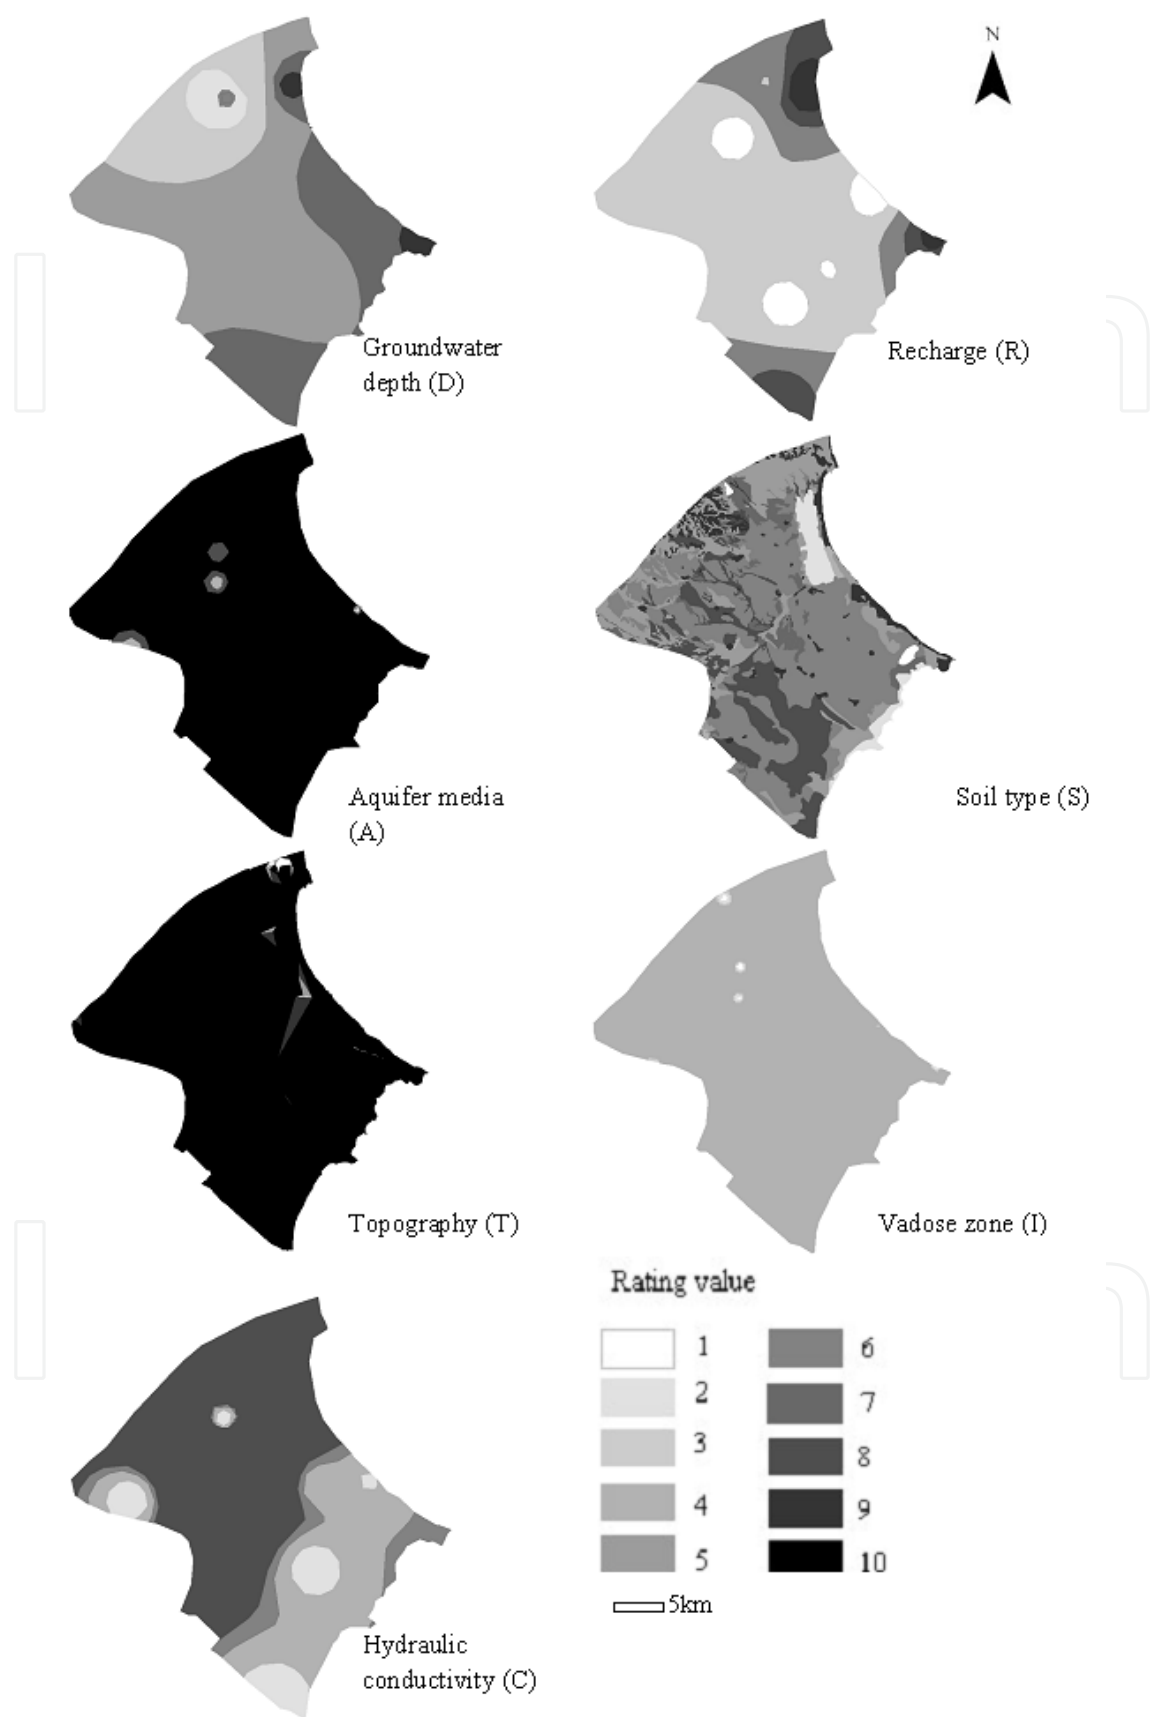 N
Groundwater
depth (D)
Recharge (R)
Aquifer media
(A)
Soil type (S)
Topography (T)
Vadose zone (I)
Rating value
1
6
2
7
3
8
4
9
5
10
5km
Hydraulic
conductivity (C)